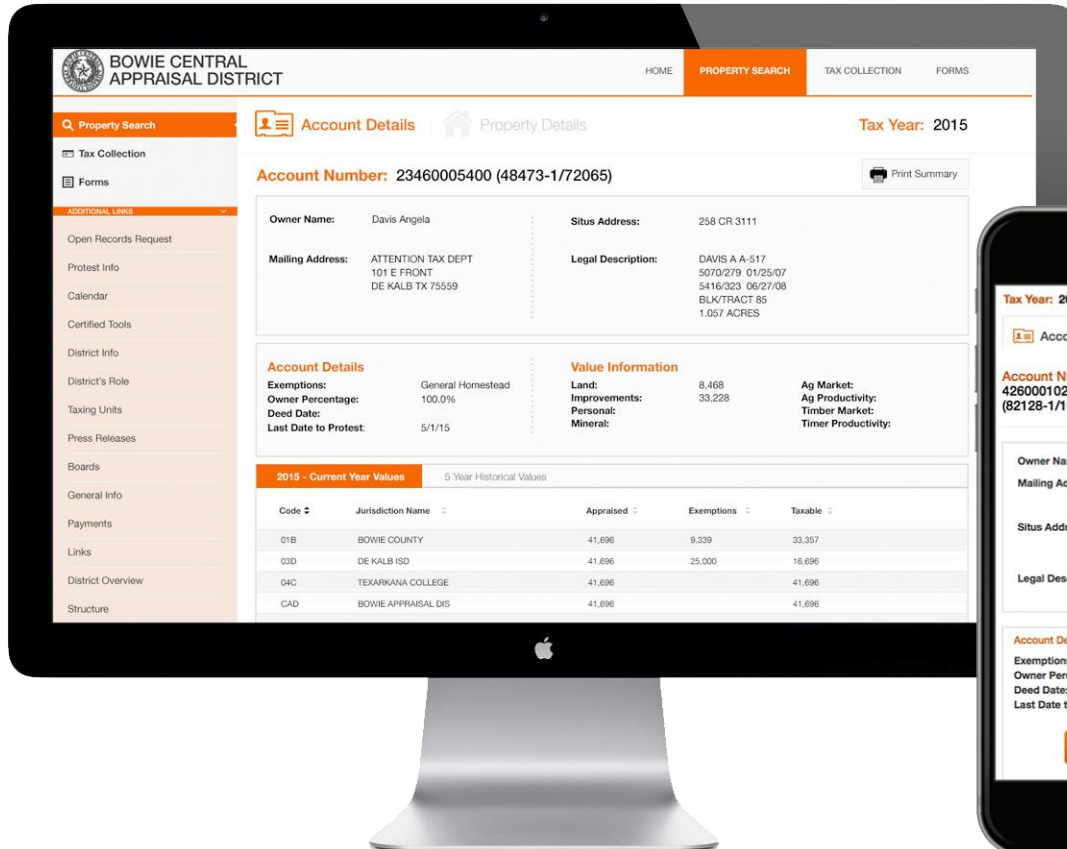 BOWIE CENTRAL
APPRAISAL DISTRICT
HOME PROPERTY SEARCH TAX COLLECTION FORMS
Property Search
Tax Collection
Forms
ADDITIONAL LINKS
Open Records Request
Protest Info
Calendar
Certified Tools
District Info
District's Role
Taxing Units
Press Releases
Boards
General Info
Payments
Links
District Overview
Structure
Account Details Property Details Tax Year: 2015
Account Number: 23460005400 (48473-1/72065) Print Summary
Owner Name: Davis Angela
Mailing Address: ATTENTION TAX DEPT
101 E FRONT
DE KALB TX 75559
Situs Address: 258 CR 3111
Legal Description: DAVIS A A-517
5070/279 01/25/07
5416/323 06/27/08
BLK/TRACT 85
1.057 ACRES
Account Details
Exemptions: General Homestead
Owner Percentage: 100.0%
Deed Date:
Last Date to Protest: 5/1/15
Value Information
Land: 8,468 Ag Market:
Improvements: 33,228 Ag Productivity:
Personal: Timber Market:
Mineral: Timer Productivity:
2015 - Current Year Values 5 Year Historical Values
Code Jurisdiction Name Appraised Exemptions Taxable
01B BOWIE COUNTY 41,696 9,339 33,357
03D DE KALB ISD 41,696 25,000 16,696
04C TEXARKANA COLLEGE 41,696 41,696
CAD BOWIE APPRAISAL DIS 41,696 41,696
Tax Year: 20
Acco
Account N
426000102
(82128-1/1
Owner Na
Mailing Ad
Situs Addr
Legal Des
Account De
Exemption
Owner Per
Deed Date:
Last Date t